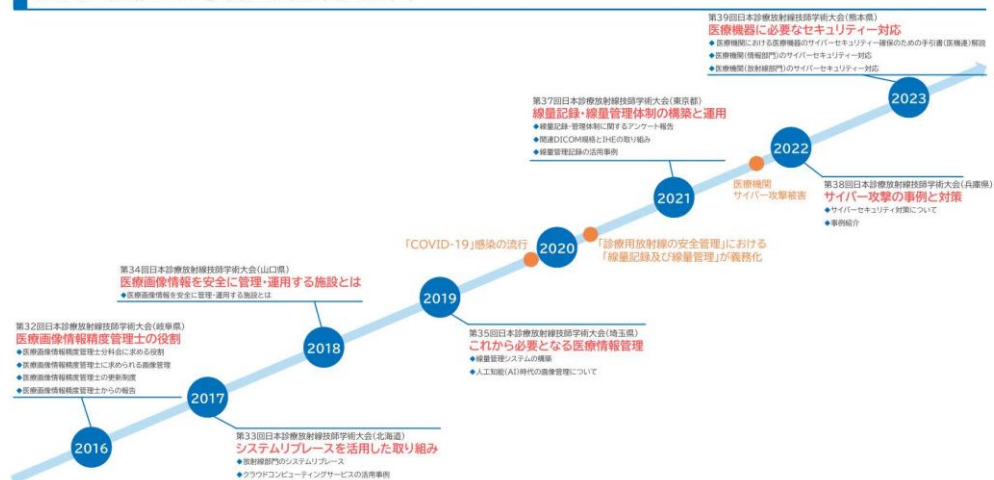 第39回日本診療放射線技師学術大会(熊本県)
医療機器に必要なセキュリティー対応
◆医療機関における医療機器のサイバーセキュリティー確保のための手引書(医機連)解説
◆医療機関(情報部門)のサイバーセキュリティー対応
◆医療機関(放射線部門)のサイバーセキュリティー対応
2023
第37回日本診療放射線技師学術大会(東京都)
線量記録・線量管理体制の構築と運用
◆線量記録・管理体制に関するアンケート報告
◆関連DICOM規格とIHEの取り組み
◆線量管理記録の活用事例
2022
医療機関
サイバー攻撃被害
2021
第38回日本診療放射線技師学術大会(兵庫県)
サイバー攻撃の事例と対策
◆サイバーセキュリティ対策について
◆事例紹介
「COVID-19」感染の流行
2020
「診療用放射線の安全管理」における
「線量記録及び線量管理」が義務化
第34回日本診療放射線技師学術大会(山口県)
医療画像情報を安全に管理・運用する施設とは
◆医療画像情報を安全に管理・運用する施設とは
2019
第32回日本診療放射線技師学術大会(岐阜県)
医療画像情報精度管理士の役割
◆医療画像情報精度管理士分科会に求める役割
◆医療画像情報精度管理士に求められる画像管理
◆医療画像情報精度管理士の更新制度
◆医療画像情報精度管理士からの報告
2018
第35回日本診療放射線技師学術大会(埼玉県)
これから必要となる医療情報管理
◆線量管理システムの構築
◆人工知能(AI)時代の画像管理について
2017
2016
第33回日本診療放射線技師学術大会(北海道)
システムリプレースを活用した取り組み
◆放射線部門のシステムリプレース
◆クラウドコンピューティングサービスの活用事例